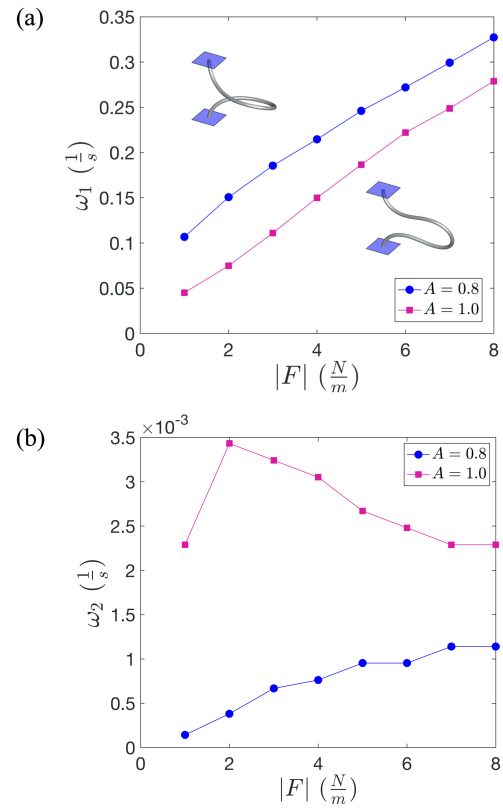 (a)
0.35
0.3
0.25
0.2
0.15
0.1
0.05
0
ω₁ (1/s)
0 2 4 6 8
|F| (N/m)
A = 0.8
A = 1.0
(b)
×10⁻³
3.5
3
2.5
2
1.5
1
0.5
0
ω₂ (1/s)
0 2 4 6 8
|F| (N/m)
A = 0.8
A = 1.0